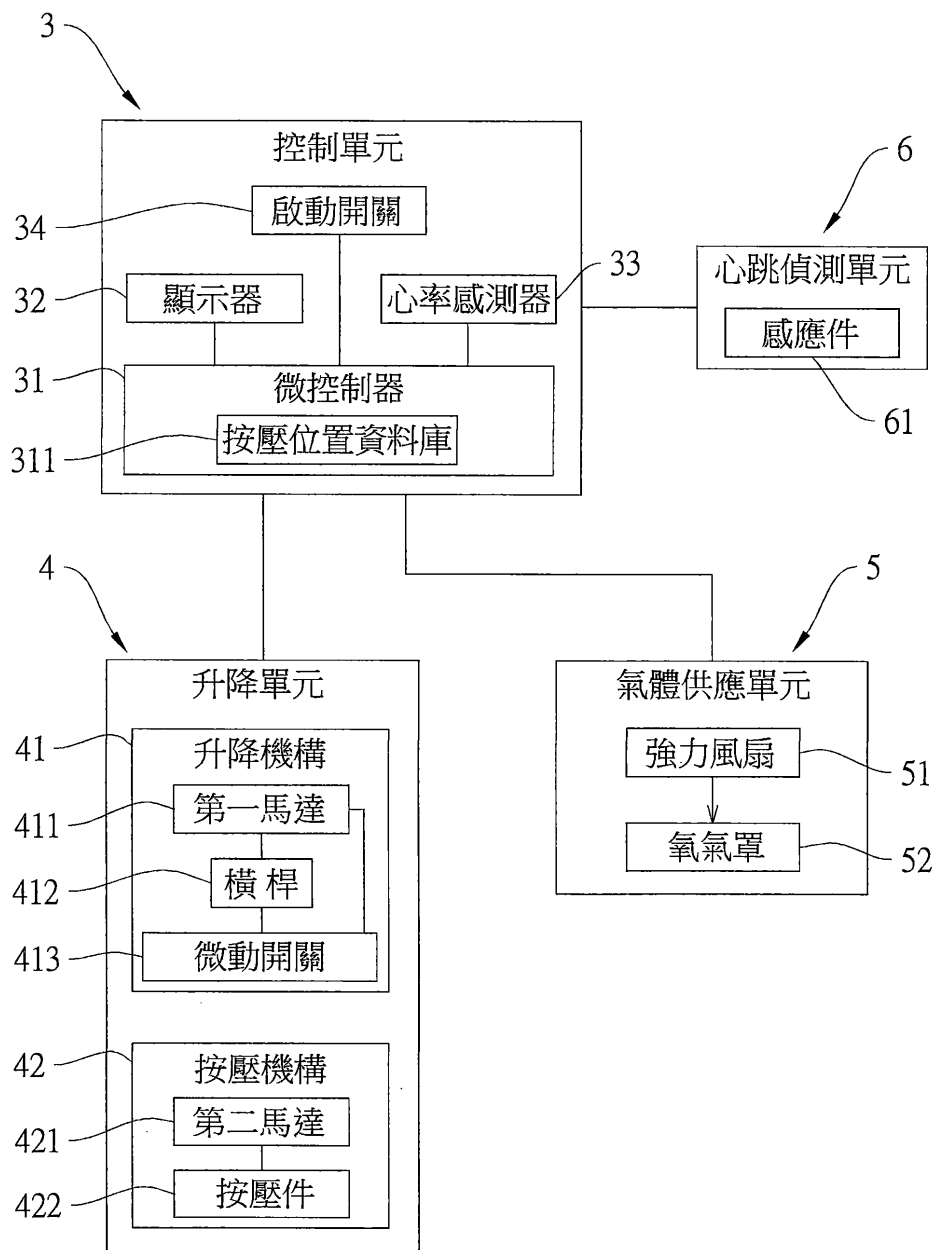 3
控制單元
6
啟動開關
34
心跳偵測單元
33
32
顯示器
心率感測器
感應件
31
微控制器
61
311
按壓位置資料庫
4
5
升降單元
氣體供應單元
41
升降機構
強力風扇
51
411
第一馬達
412
橫桿
氧氣罩
52
413
微動開關
42
按壓機構
421
第二馬達
422
按壓件